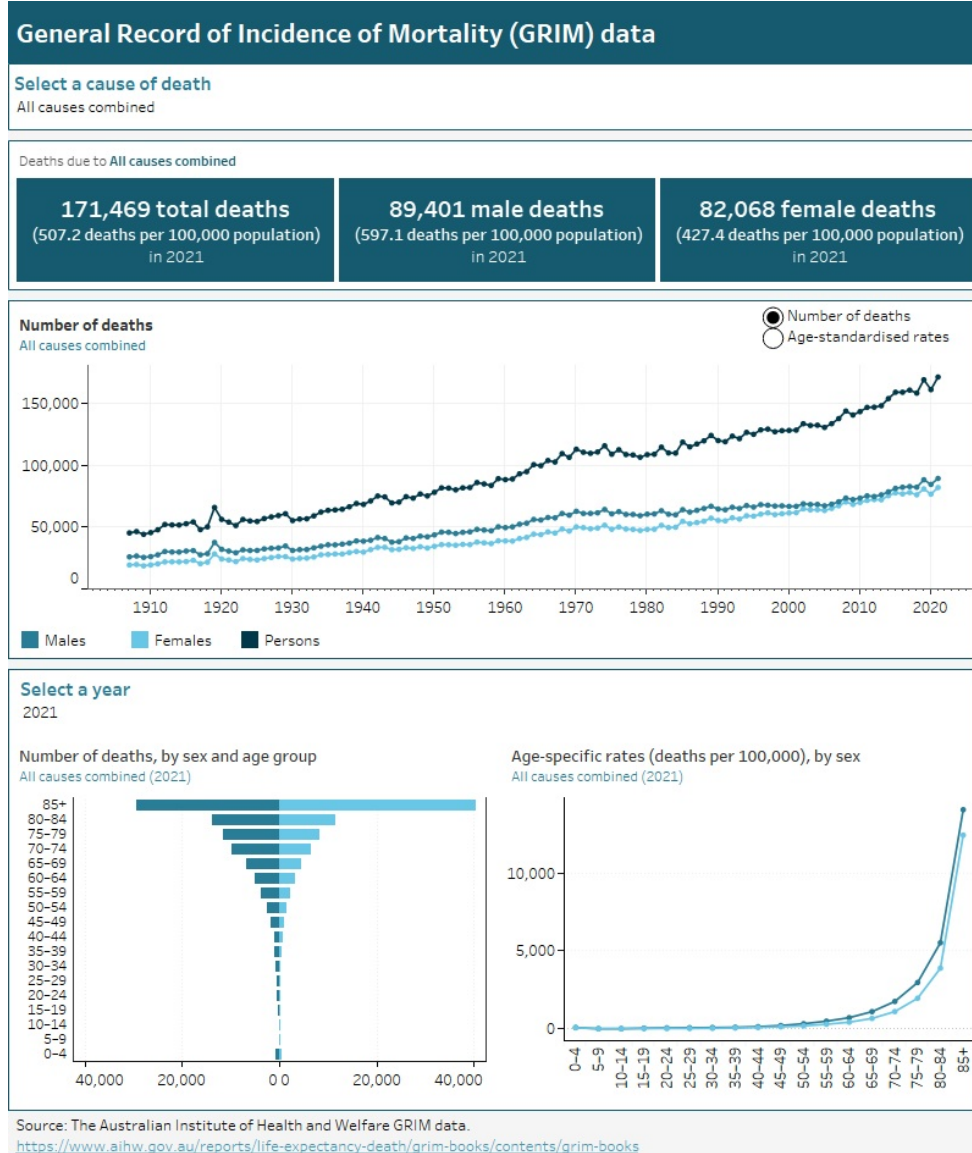 General Record of Incidence of Mortality (GRIM) data
Select a cause of death
All causes combined
Deaths due to All causes combined
171,469 total deaths
(507.2 deaths per 100,000 population)
in 2021
89,401 male deaths
(597.1 deaths per 100,000 population)
in 2021
82,068 female deaths
(427.4 deaths per 100,000 population)
in 2021
Number of deaths
All causes combined
Number of deaths
Age-standardised rates
150,000
100,000
50,000
0
1910 1920 1930 1940 1950 1960 1970 1980 1990 2000 2010 2020
Males Females Persons
Select a year
2021
Number of deaths, by sex and age group
All causes combined (2021)
85+
80–84
75–79
70–74
65–69
60–64
55–59
50–54
45–49
40–44
35–39
30–34
25–29
20–24
15–19
10–14
5–9
0–4
40,000 20,000 0 0 20,000 40,000
Age-specific rates (deaths per 100,000), by sex
All causes combined (2021)
10,000
5,000
0
0–4
5–9
10–14
15–19
20–24
25–29
30–34
35–39
40–44
45–49
50–54
55–59
60–64
65–69
70–74
75–79
80–84
85+
Source: The Australian Institute of Health and Welfare GRIM data.
https://www.aihw.gov.au/reports/life-expectancy-death/grim-books/contents/grim-books